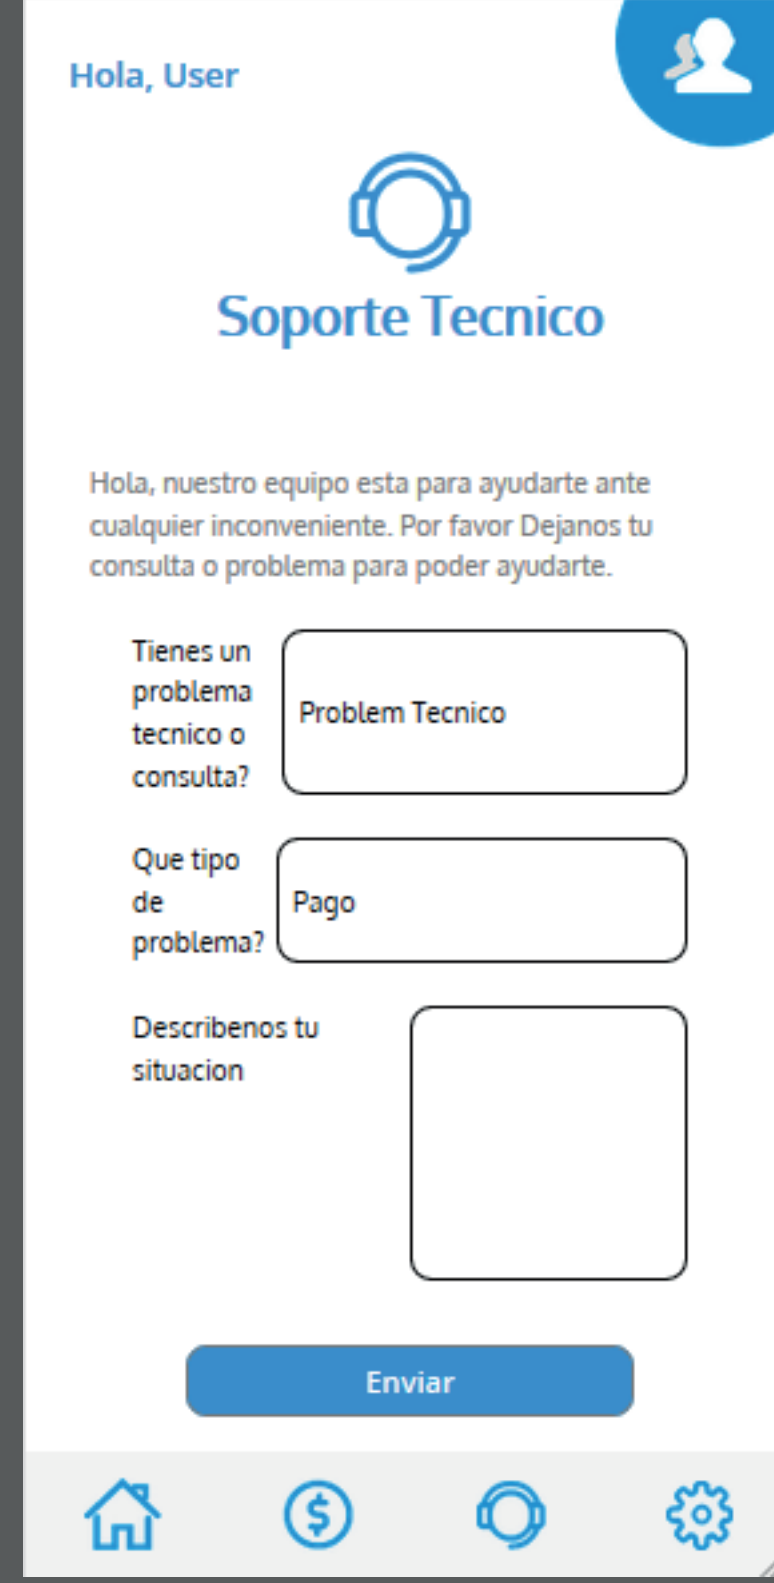 Hola, User
Soporte Tecnico
Hola, nuestro equipo esta para ayudarte ante
cualquier inconveniente. Por favor Dejanos tu
consulta o problema para poder ayudarte.
Tienes un
problema
tecnico o
consulta?
Problem Tecnico
Que tipo
de
problema?
Pago
Describenos tu
situacion
Enviar